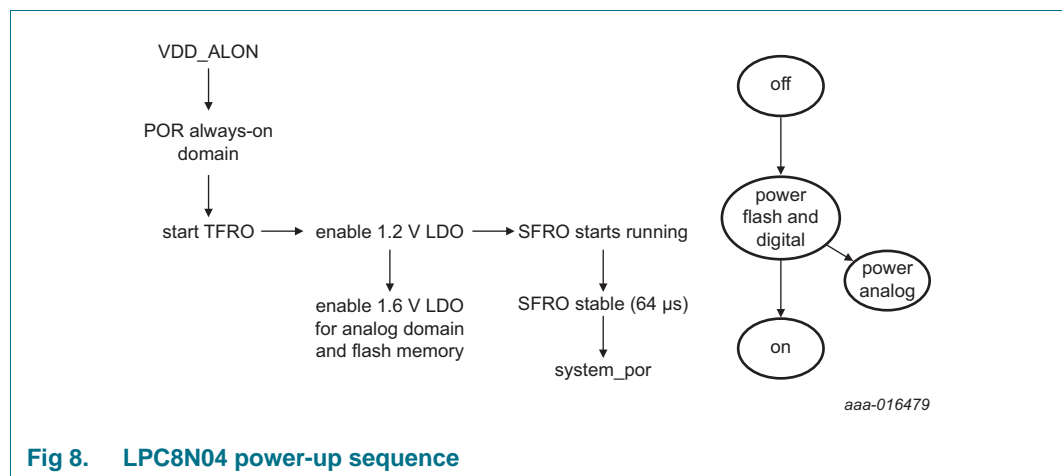 VDD_ALON
POR always-on
domain
start TFRO
enable 1.2 V LDO
SFRO starts running
enable 1.6 V LDO
for analog domain
and flash memory
SFRO stable (64 μs)
system_por
off
power
flash and
digital
power
analog
on
aaa-016479
Fig 8. LPC8N04 power-up sequence